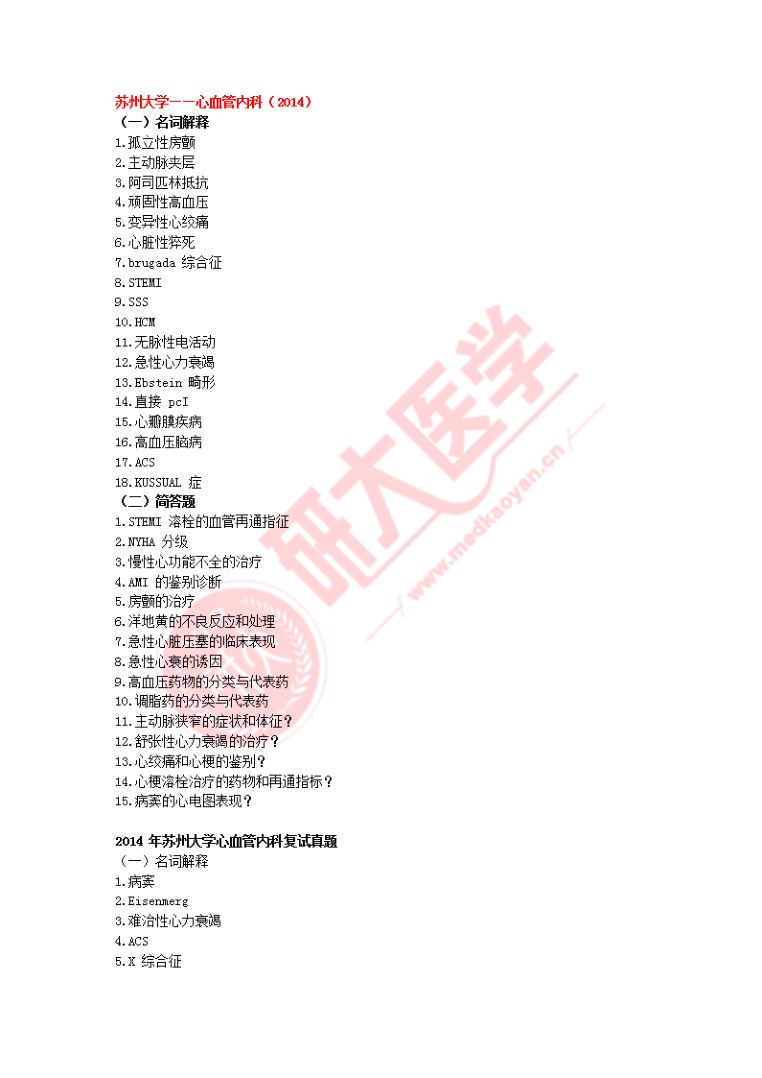 苏州大学——心血管内科（2014）
（一）名词解释
1.孤立性房颤
2.主动脉夹层
3.阿司匹林抵抗
4.顽固性高血压
5.变异性心绞痛
6.心脏性猝死
7.brugada 综合征
8.STEMI
9.SSS
10.HCM
11.无脉性电活动
12.急性心力衰竭
13.Ebstein 畸形
14.直接 pcI
15.心瓣膜疾病
16.高血压脑病
17.ACS
18.KUSSUAL 症
（二）简答题
1.STEMI 溶栓的血管再通指征
2.NYHA 分级
3.慢性心功能不全的治疗
4.AMI 的鉴别诊断
5.房颤的治疗
6.洋地黄的不良反应和处理
7.急性心脏压塞的临床表现
8.急性心衰的诱因
9.高血压药物的分类与代表药
10.调脂药的分类与代表药
11.主动脉狭窄的症状和体征？
12.舒张性心力衰竭的治疗？
13.心绞痛和心梗的鉴别？
14.心梗溶栓治疗的药物和再通指标？
15.病窦的心电图表现？
2014 年苏州大学心血管内科复试真题
（一）名词解释
1.病窦
2.Eisenmerg
3.难治性心力衰竭
4.ACS
5.X 综合征
研大医学
www.medkaoyan.cn